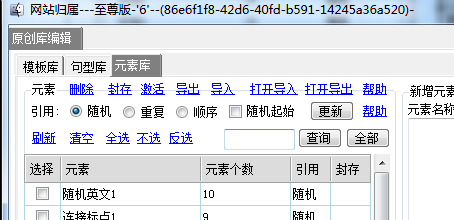 网站归属---至尊版-'6'--(86e6f1f8-42d6-40fd-b591-14245a36a520)-
原创库编辑
模板库 句型库 元素库
元素 删除 封存 激活 导出 导入 打开导入 打开导出 帮助
新增元素
引用: 随机 重复 顺序 随机起始 更新 帮助
元素名称
刷新 清空 全选 不选 反选 查询 全部
选择 元素 元素个数 引用 封存
随机英文1 10 随机
连接标点1 9 随机